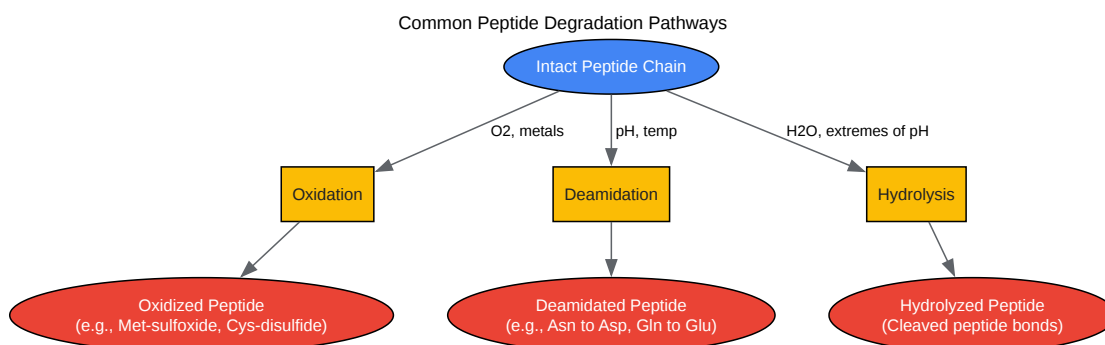 Common Peptide Degradation Pathways
Intact Peptide Chain
O2, metals
pH, temp
H2O, extremes of pH
Oxidation
Deamidation
Hydrolysis
Oxidized Peptide
(e.g., Met-sulfoxide, Cys-disulfide)
Deamidated Peptide
(e.g., Asn to Asp, Gln to Glu)
Hydrolyzed Peptide
(Cleaved peptide bonds)